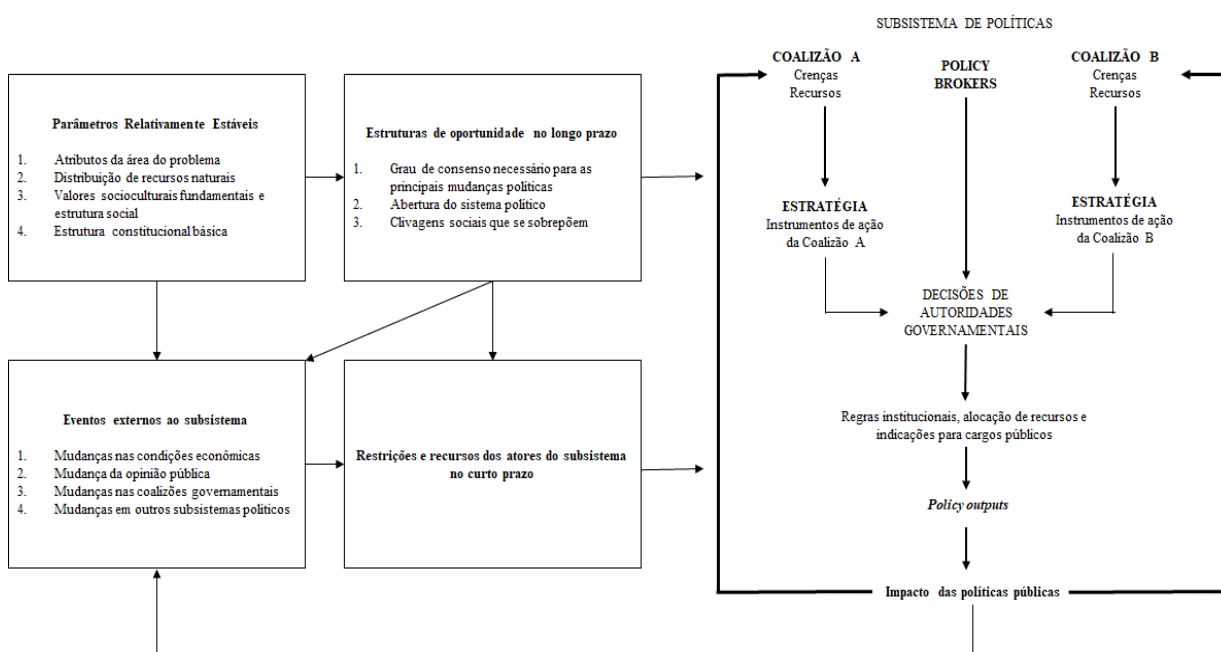 SUBSISTEMA DE POLÍTICAS
Parâmetros Relativamente Estáveis
1. Atributos da área do problema
2. Distribuição de recursos naturais
3. Valores socioculturais fundamentais e
estrutura social
4. Estrutura constitucional básica
Estruturas de oportunidade no longo prazo
1. Grau de consenso necessário para as
principais mudanças políticas
2. Abertura do sistema político
3. Clivagens sociais que se sobrepõem
Eventos externos ao subsistema
1. Mudanças nas condições econômicas
2. Mudança da opinião pública
3. Mudanças nas coalizões governamentais
4. Mudanças em outros subsistemas políticos
Restrições e recursos dos atores do subsistema
no curto prazo
COALIZÃO A
Crenças
Recursos
POLICY
BROKERS
COALIZÃO B
Crenças
Recursos
ESTRATÉGIA
Instrumentos de ação
da Coalizão A
ESTRATÉGIA
Instrumentos de ação
da Coalizão B
DECISÕES DE
AUTORIDADES
GOVERNAMENTAIS
Regras institucionais, alocação de recursos e
indicações para cargos públicos
Policy outputs
Impacto das políticas públicas